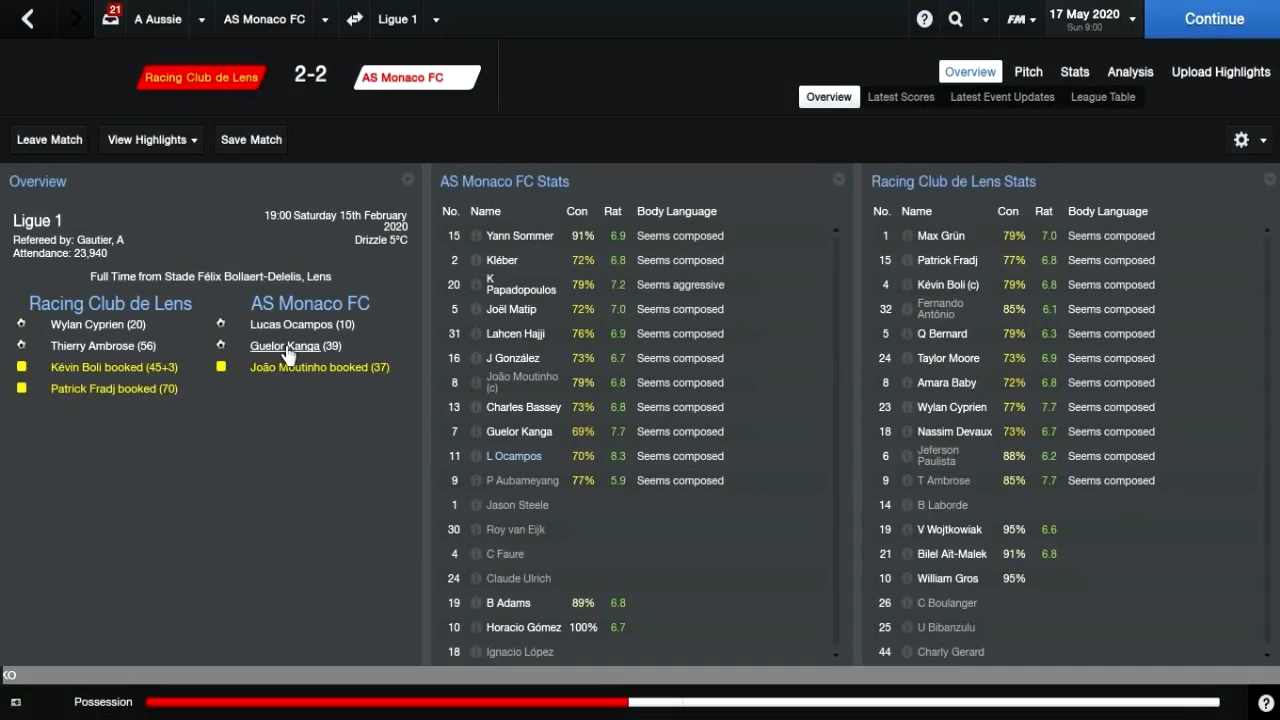 21
A Aussie
AS Monaco FC
Ligue 1
FM
17 May 2020
Sun 9:00
Continue
Racing Club de Lens
2-2
AS Monaco FC
Overview Pitch Stats Analysis Upload Highlights
Overview Latest Scores Latest Event Updates League Table
Leave Match View Highlights Save Match
Overview
Ligue 1
19:00 Saturday 15th February
2020
Refereed by: Gautier, A
Drizzle 5°C
Attendance: 23,940
Full Time from Stade Félix Bollaert-Delelis, Lens
Racing Club de Lens AS Monaco FC
Wylan Cyprien (20) Lucas Ocampos (10)
Thierry Ambrose (56) Guelor Kanga (39)
Kévin Boli booked (45+3) João Moutinho booked (37)
Patrick Fradj booked (70)
AS Monaco FC Stats
No. Name Con Rat Body Language
15 Yann Sommer 91% 6.9 Seems composed
2 Kléber 72% 6.8 Seems composed
20 K Papadopoulos 79% 7.2 Seems aggressive
5 Joël Matip 72% 7.0 Seems composed
31 Lahcen Hajji 76% 6.9 Seems composed
16 J González 73% 6.7 Seems composed
8 João Moutinho (c) 79% 6.8 Seems composed
13 Charles Bassey 73% 6.8 Seems composed
7 Guelor Kanga 69% 7.7 Seems composed
11 L Ocampos 70% 8.3 Seems composed
9 P Aubameyang 77% 5.9 Seems composed
1 Jason Steele
30 Roy van Eijk
4 C Faure
24 Claude Ulrich
19 B Adams 89% 6.8
10 Horacio Gómez 100% 6.7
18 Ignacio López
Racing Club de Lens Stats
No. Name Con Rat Body Language
1 Max Grün 79% 7.0 Seems composed
15 Patrick Fradj 77% 6.8 Seems composed
4 Kévin Boli (c) 79% 6.8 Seems composed
32 Fernando Antônio 85% 6.1 Seems composed
5 Q Bernard 79% 6.3 Seems composed
24 Taylor Moore 73% 6.9 Seems composed
8 Amara Baby 72% 6.8 Seems composed
23 Wylan Cyprien 77% 7.7 Seems composed
18 Nassim Devaux 73% 6.7 Seems composed
6 Jeferson Paulista 88% 6.2 Seems composed
9 T Ambrose 85% 7.7 Seems composed
14 B Laborde
19 V Wojtkowiak 95% 6.6
21 Bilel Aït-Malek 91% 6.8
10 William Gros 95%
26 C Boulanger
25 U Bibanzulu
44 Charly Gerard
KO
Possession